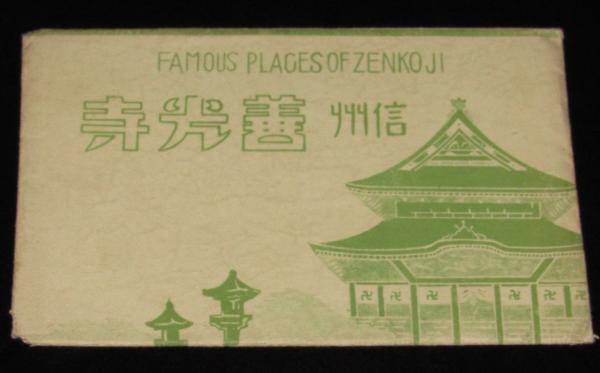 FAMOUS PLACES OF ZENKOJI
信州 善光寺